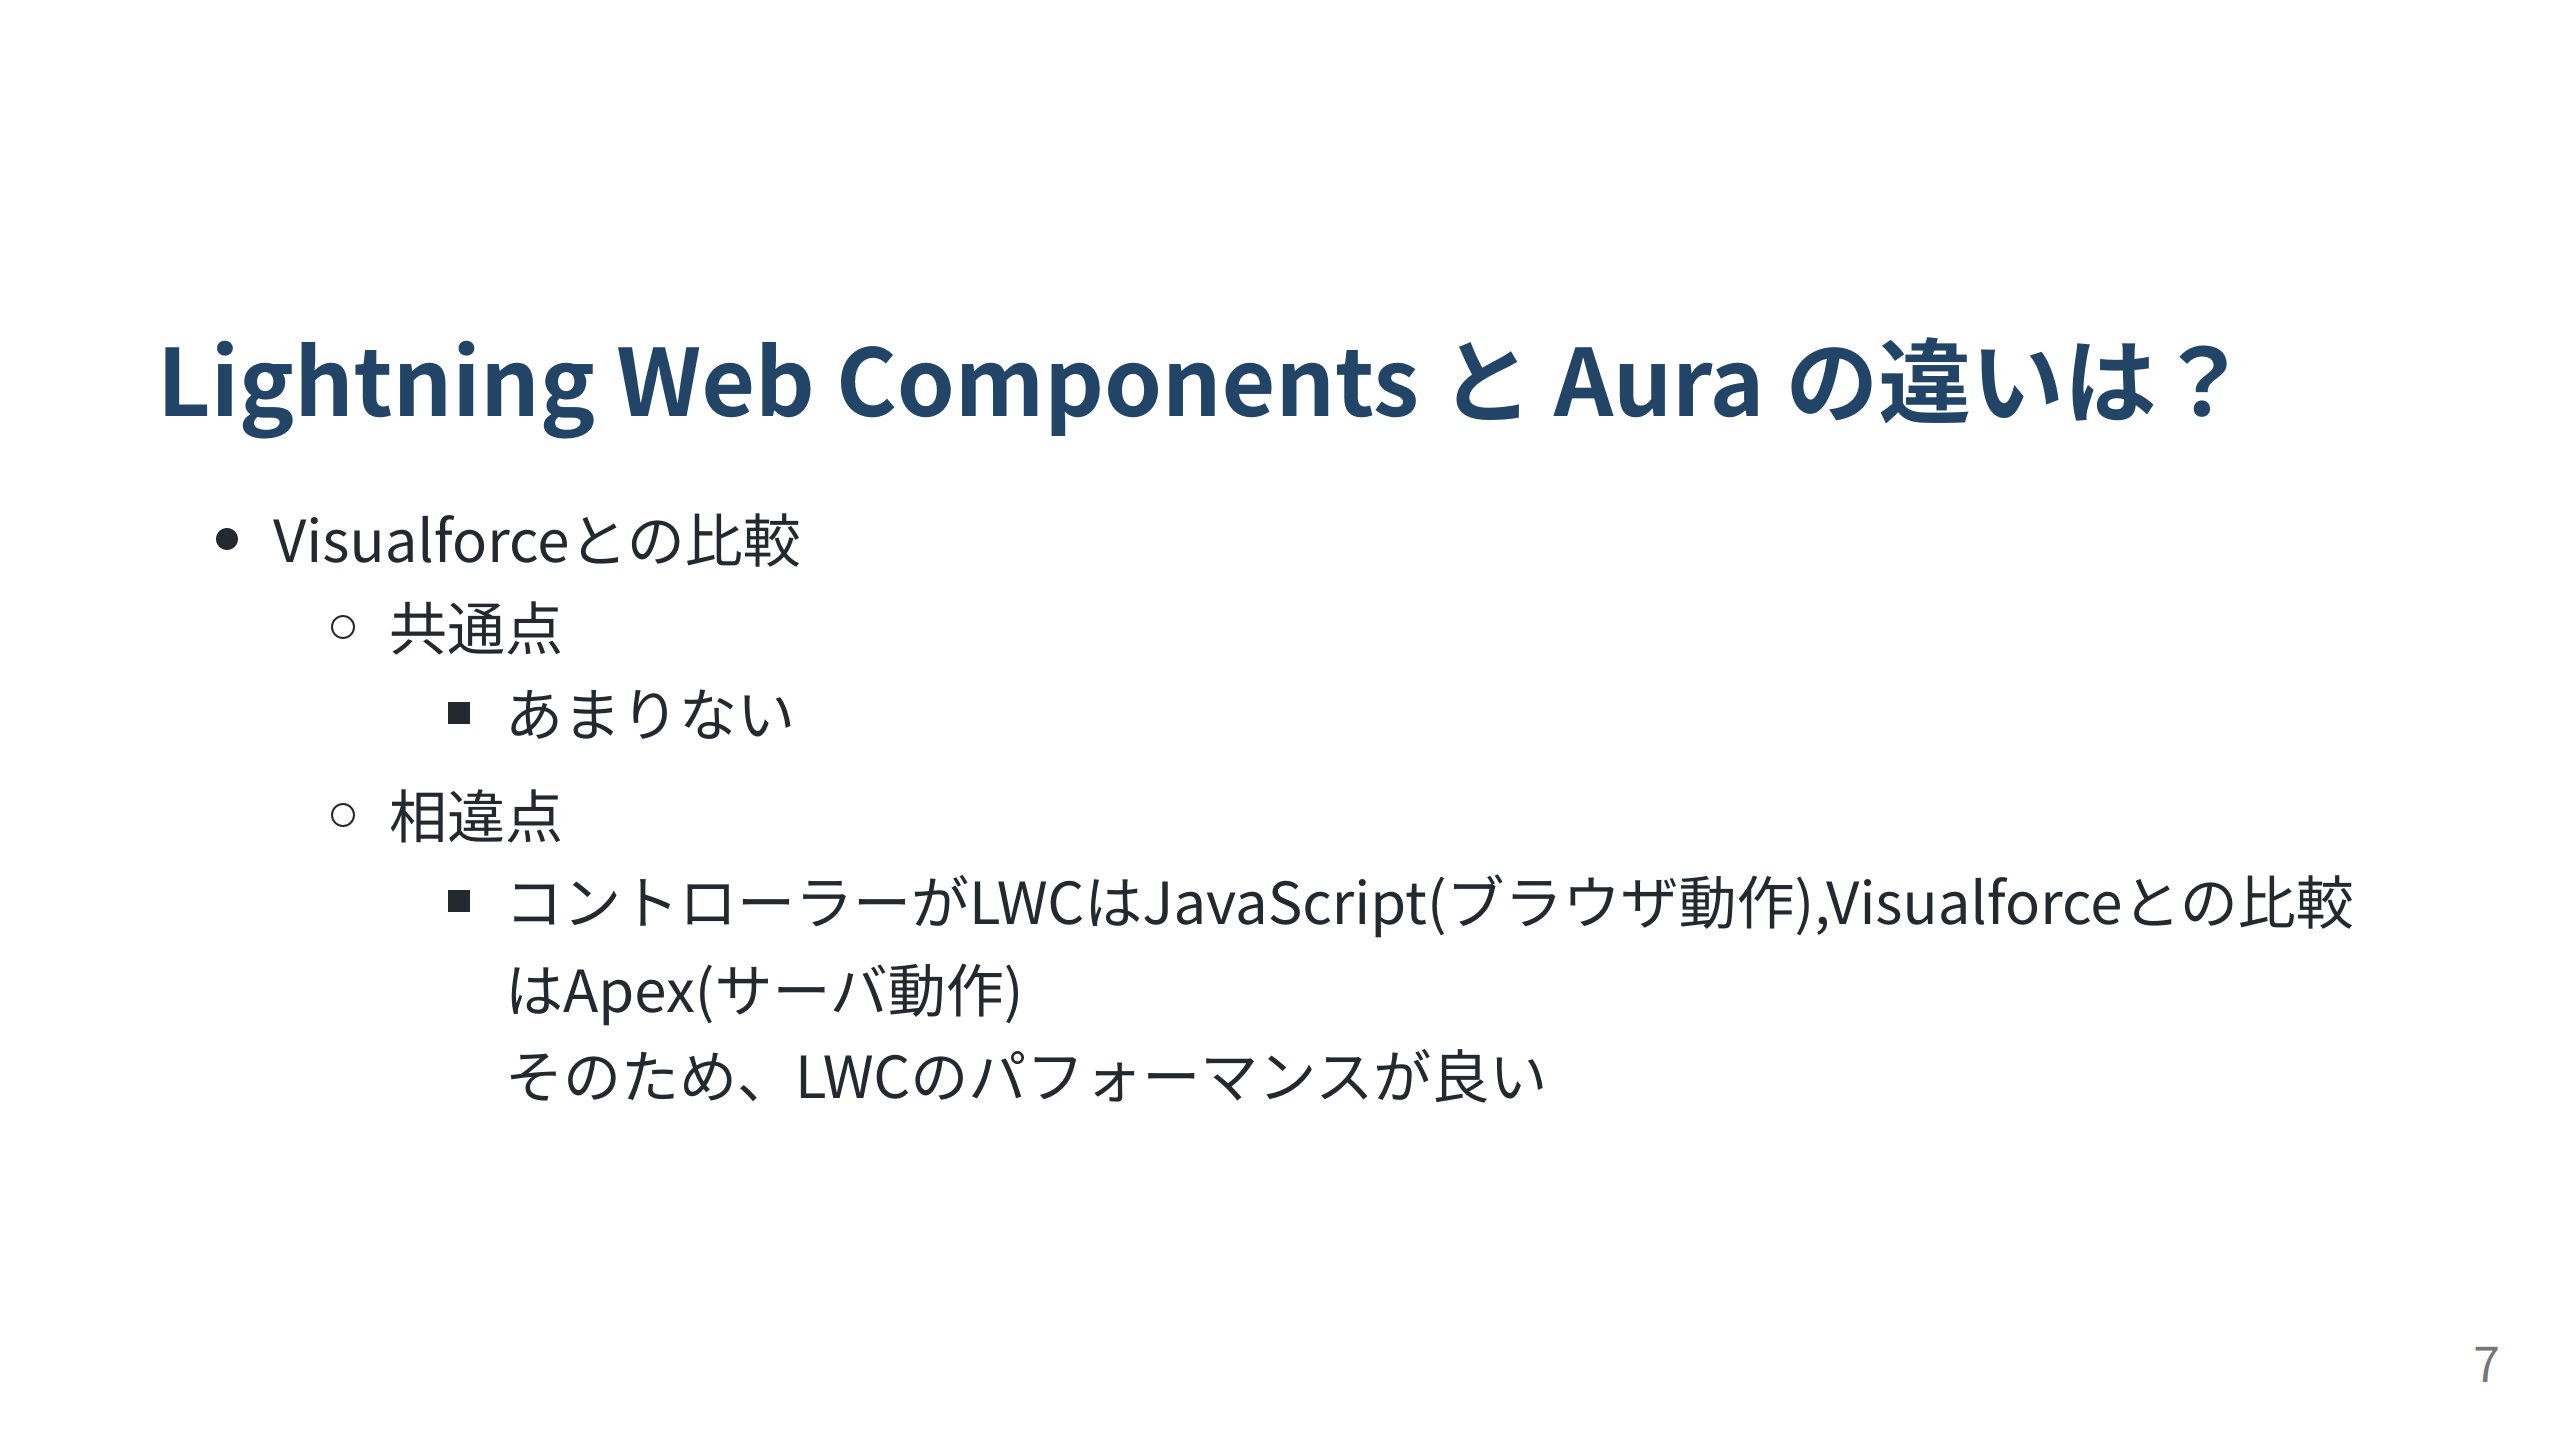 Lightning Web Components と Aura の違いは？
Visualforceとの比較
共通点
あまりない
相違点
コントローラーがLWCはJavaScript(ブラウザ動作),Visualforceとの比較
はApex(サーバ動作)
そのため、LWCのパフォーマンスが良い
7